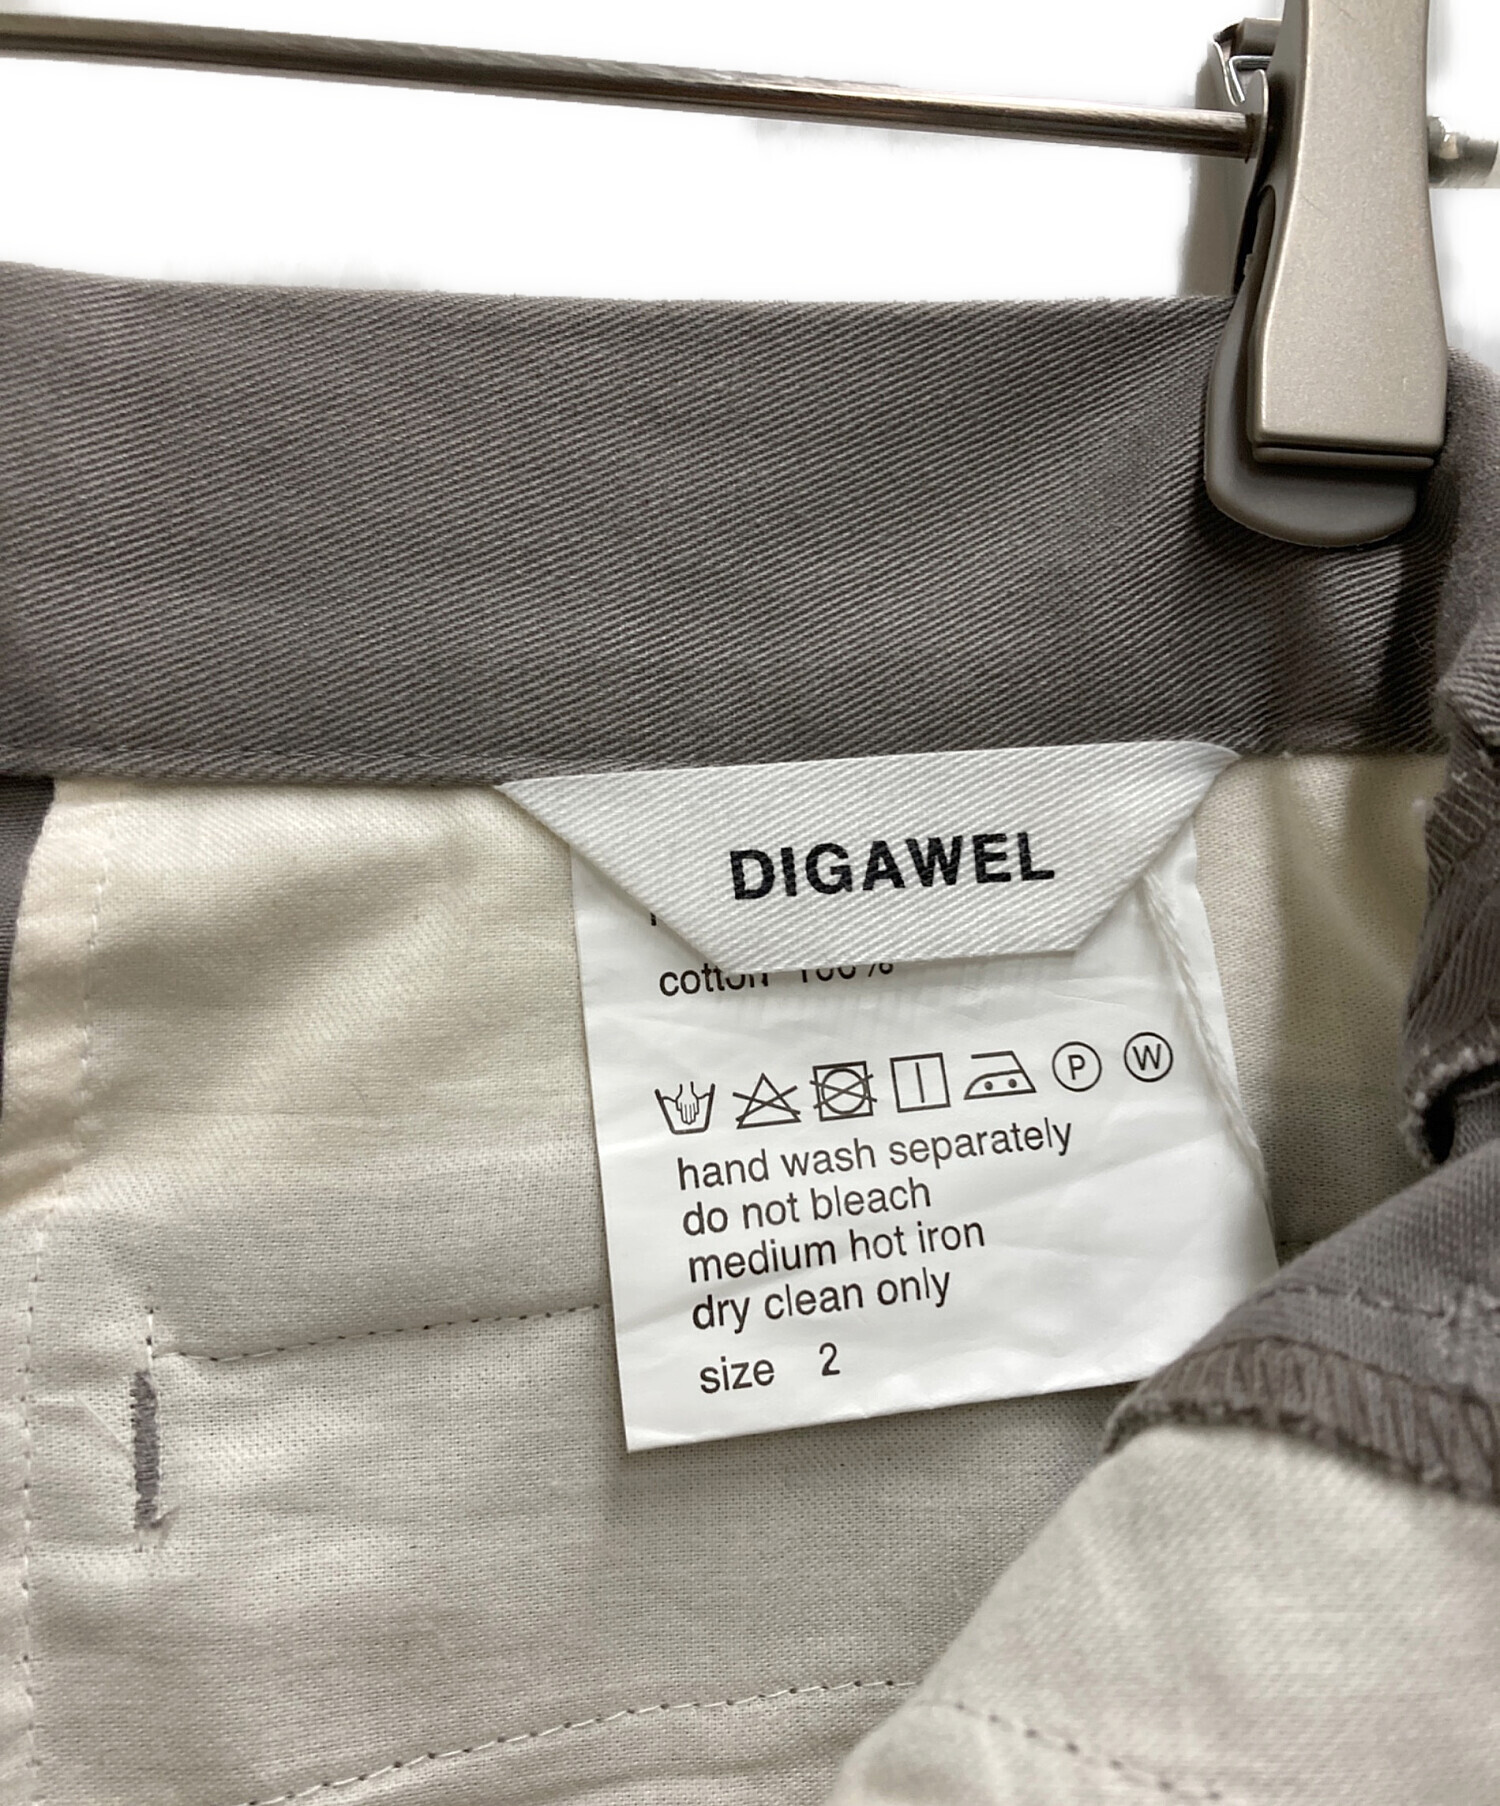 DIGAWEL
cotton 100%
P W
hand wash separately
do not bleach
medium hot iron
dry clean only
size 2